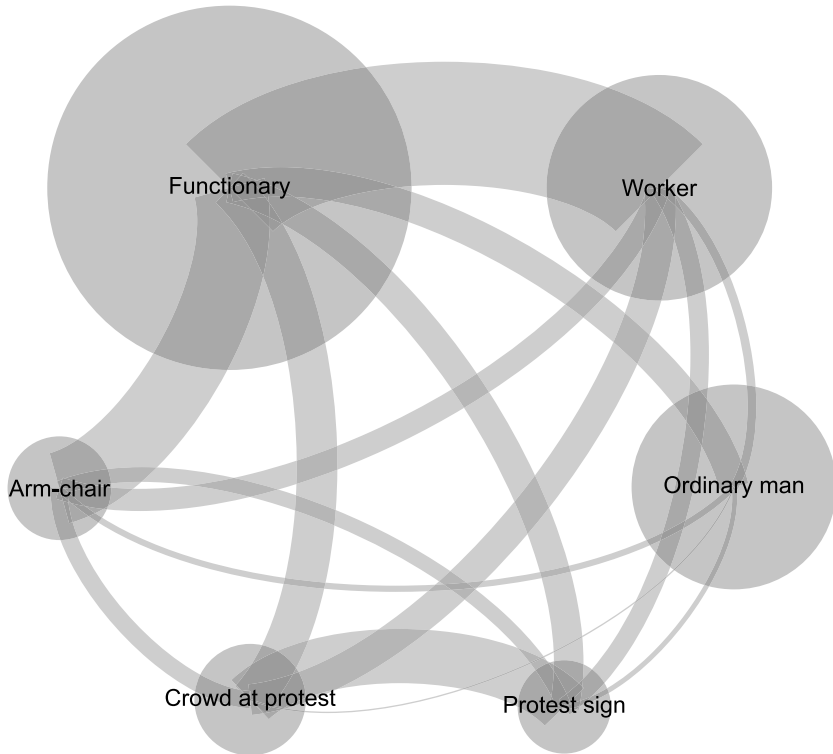 Functionary
Worker
Arm-chair
Ordinary man
Crowd at protest
Protest sign